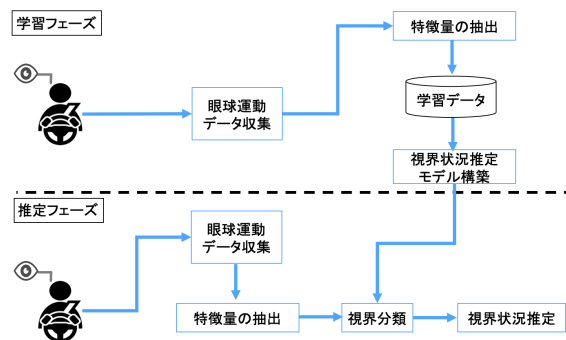 学習フェーズ
特徴量の抽出
学習データ
眼球運動
データ収集
視界状況推定
モデル構築
推定フェーズ
眼球運動
データ収集
特徴量の抽出
視界分類
視界状況推定